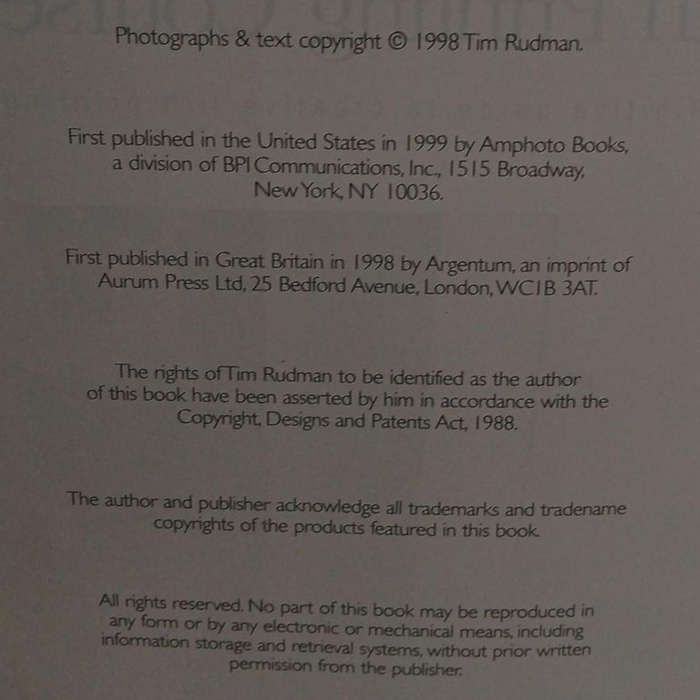 Photographs & text copyright © 1998 Tim Rudman.
First published in the United States in 1999 by Amphoto Books,
a division of BPI Communications, Inc., 1515 Broadway,
New York, NY 10036.
First published in Great Britain in 1998 by Argentum, an imprint of
Aurum Press Ltd, 25 Bedford Avenue, London, WC1B 3AT.
The rights of Tim Rudman to be identified as the author
of this book have been asserted by him in accordance with the
Copyright, Designs and Patents Act, 1988.
The author and publisher acknowledge all trademarks and tradename
copyrights of the products featured in this book.
All rights reserved. No part of this book may be reproduced in
any form or by any electronic or mechanical means, including
information storage and retrieval systems, without prior written
permission from the publisher.